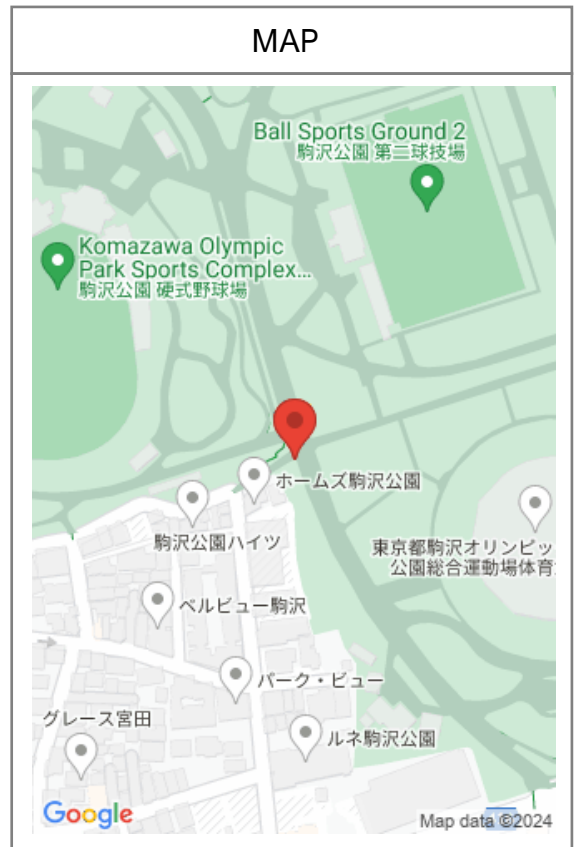 MAP
Ball Sports Ground 2
駒沢公園 第二球技場
Komazawa Olympic
Park Sports Complex...
駒沢公園 硬式野球場
ホームズ駒沢公園
駒沢公園ハイツ
東京都駒沢オリンピッ
公園総合運動場体育
ベルビュー駒沢
パーク・ビュー
グレース宮田
ルネ駒沢公園
Google
Map data ©2024